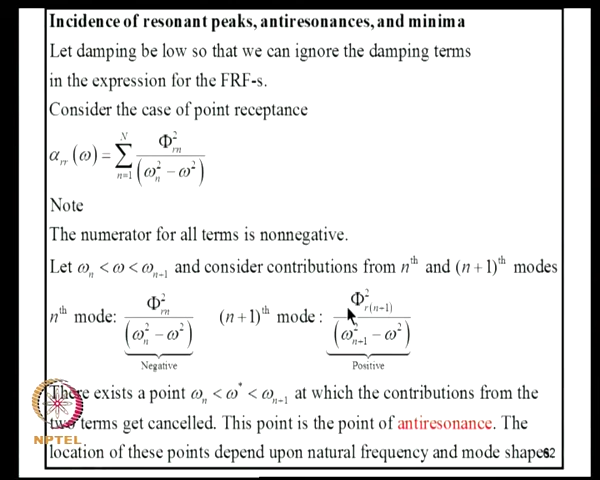 Incidence of resonant peaks, antiresonances, and minima
Let damping be low so that we can ignore the damping terms
in the expression for the FRF-s.
Consider the case of point receptance
α_rr(ω) = ∑_{n=1}^{N} Φ²_rn / (ω²_n − ω²)
Note
The numerator for all terms is nonnegative.
Let ω_n < ω < ω_{n+1} and consider contributions from n^th and (n+1)^th modes
n^th mode: Φ²_rn / (ω²_n − ω²) (n+1)^th mode : Φ²_r(n+1) / (ω²_{n+1} − ω²)
Negative Positive
There exists a point ω_n < ω* < ω_{n+1} at which the contributions from the
two terms get cancelled. This point is the point of antiresonance. The
location of these points depend upon natural frequency and mode shapes
62
NPTEL